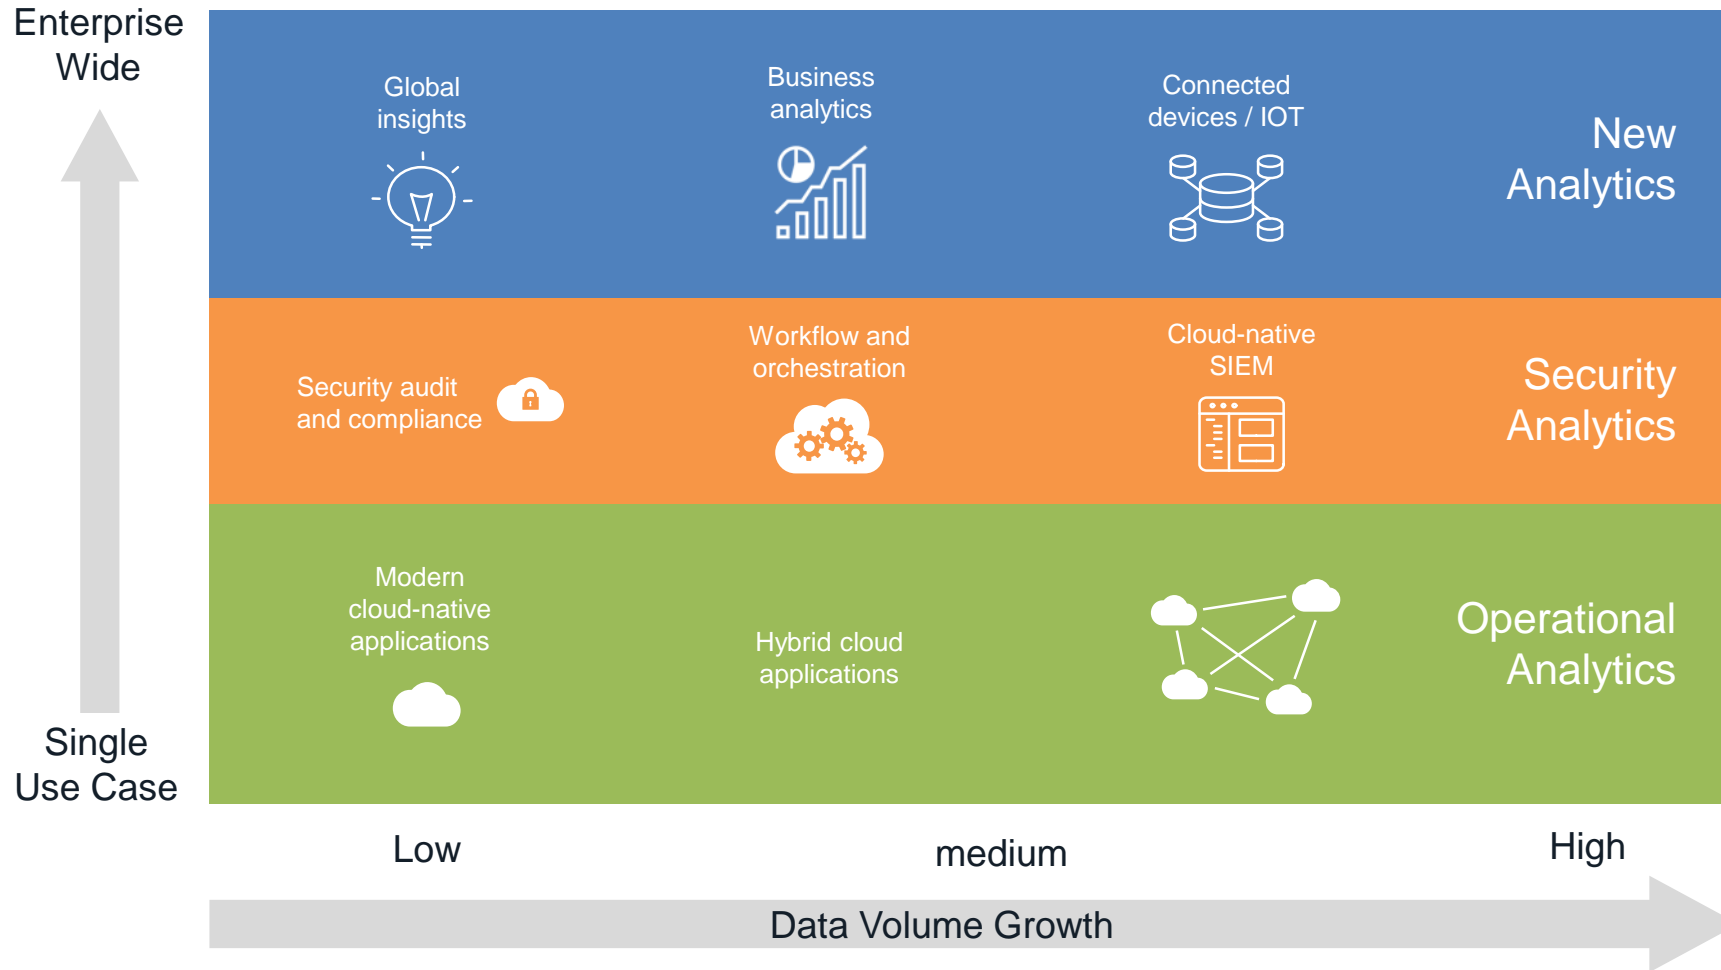 Enterprise
Wide
Global
insights
Business
analytics
Connected
devices / IOT
New
Analytics
Security audit
and compliance
Workflow and
orchestration
Cloud-native
SIEM
Security
Analytics
Modern
cloud-native
applications
Hybrid cloud
applications
Operational
Analytics
Single
Use Case
Low
medium
High
Data Volume Growth